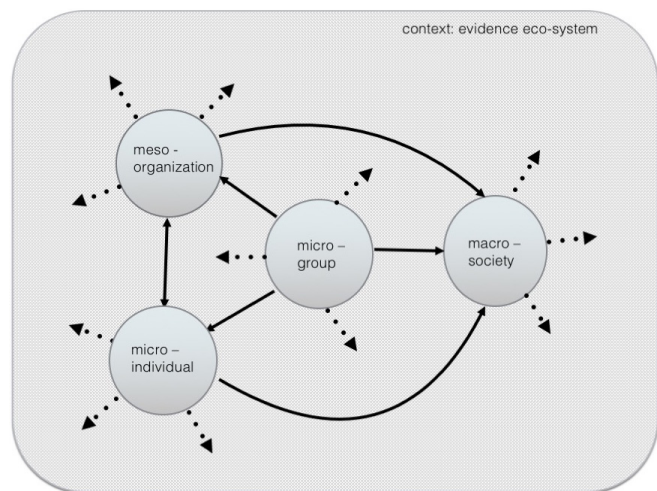 context: evidence eco-system
meso -
organization
micro –
group
macro –
society
micro –
individual